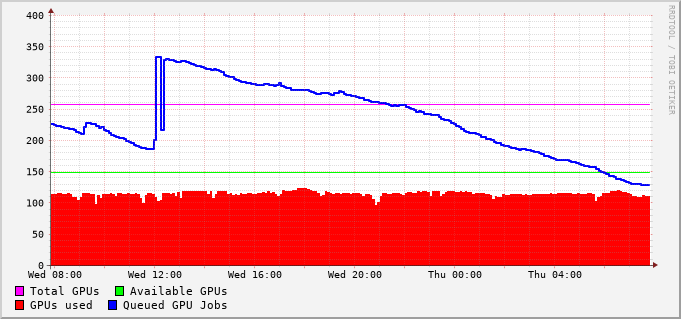 400
350
300
250
200
150
100
50
0
Wed 08:00 Wed 12:00 Wed 16:00 Wed 20:00 Thu 00:00 Thu 04:00
Total GPUs Available GPUs
GPUs used Queued GPU Jobs
RRDTOOL / TOBI OETIKER